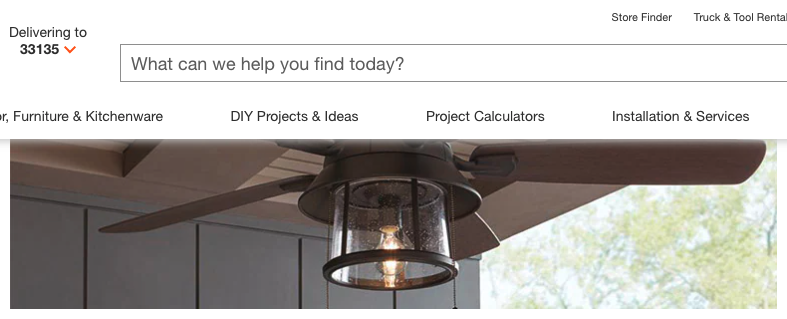 Store Finder
Truck & Tool Rental
Delivering to
33135
What can we help you find today?
r, Furniture & Kitchenware
DIY Projects & Ideas
Project Calculators
Installation & Services